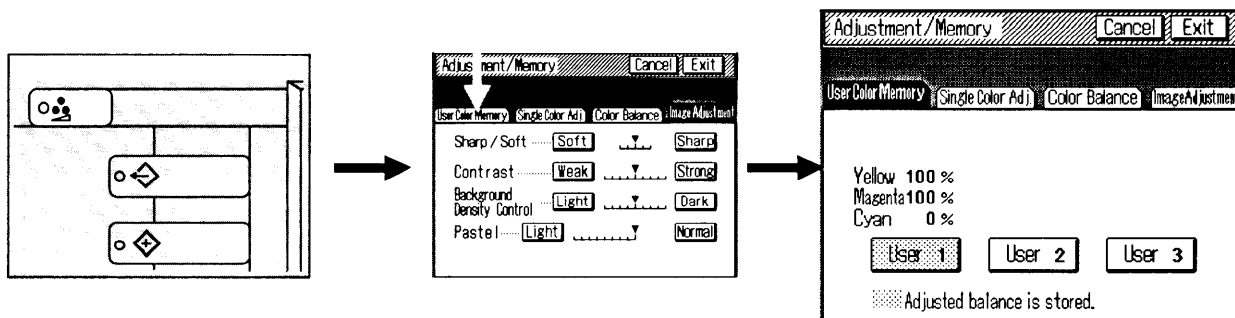 Adjustment/Memory Cancel Exit
User Color Memory Single Color Adj. Color Balance Image Adjustment
Sharp/Soft Soft Sharp
Contrast Weak Strong
Background
Density Control Light Dark
Pastel Light Normal
Adjustment/Memory Cancel Exit
User Color Memory Single Color Adj. Color Balance ImageAdjustmen
Yellow 100 %
Magenta 100 %
Cyan 0 %
User 1 User 2 User 3
Adjusted balance is stored.